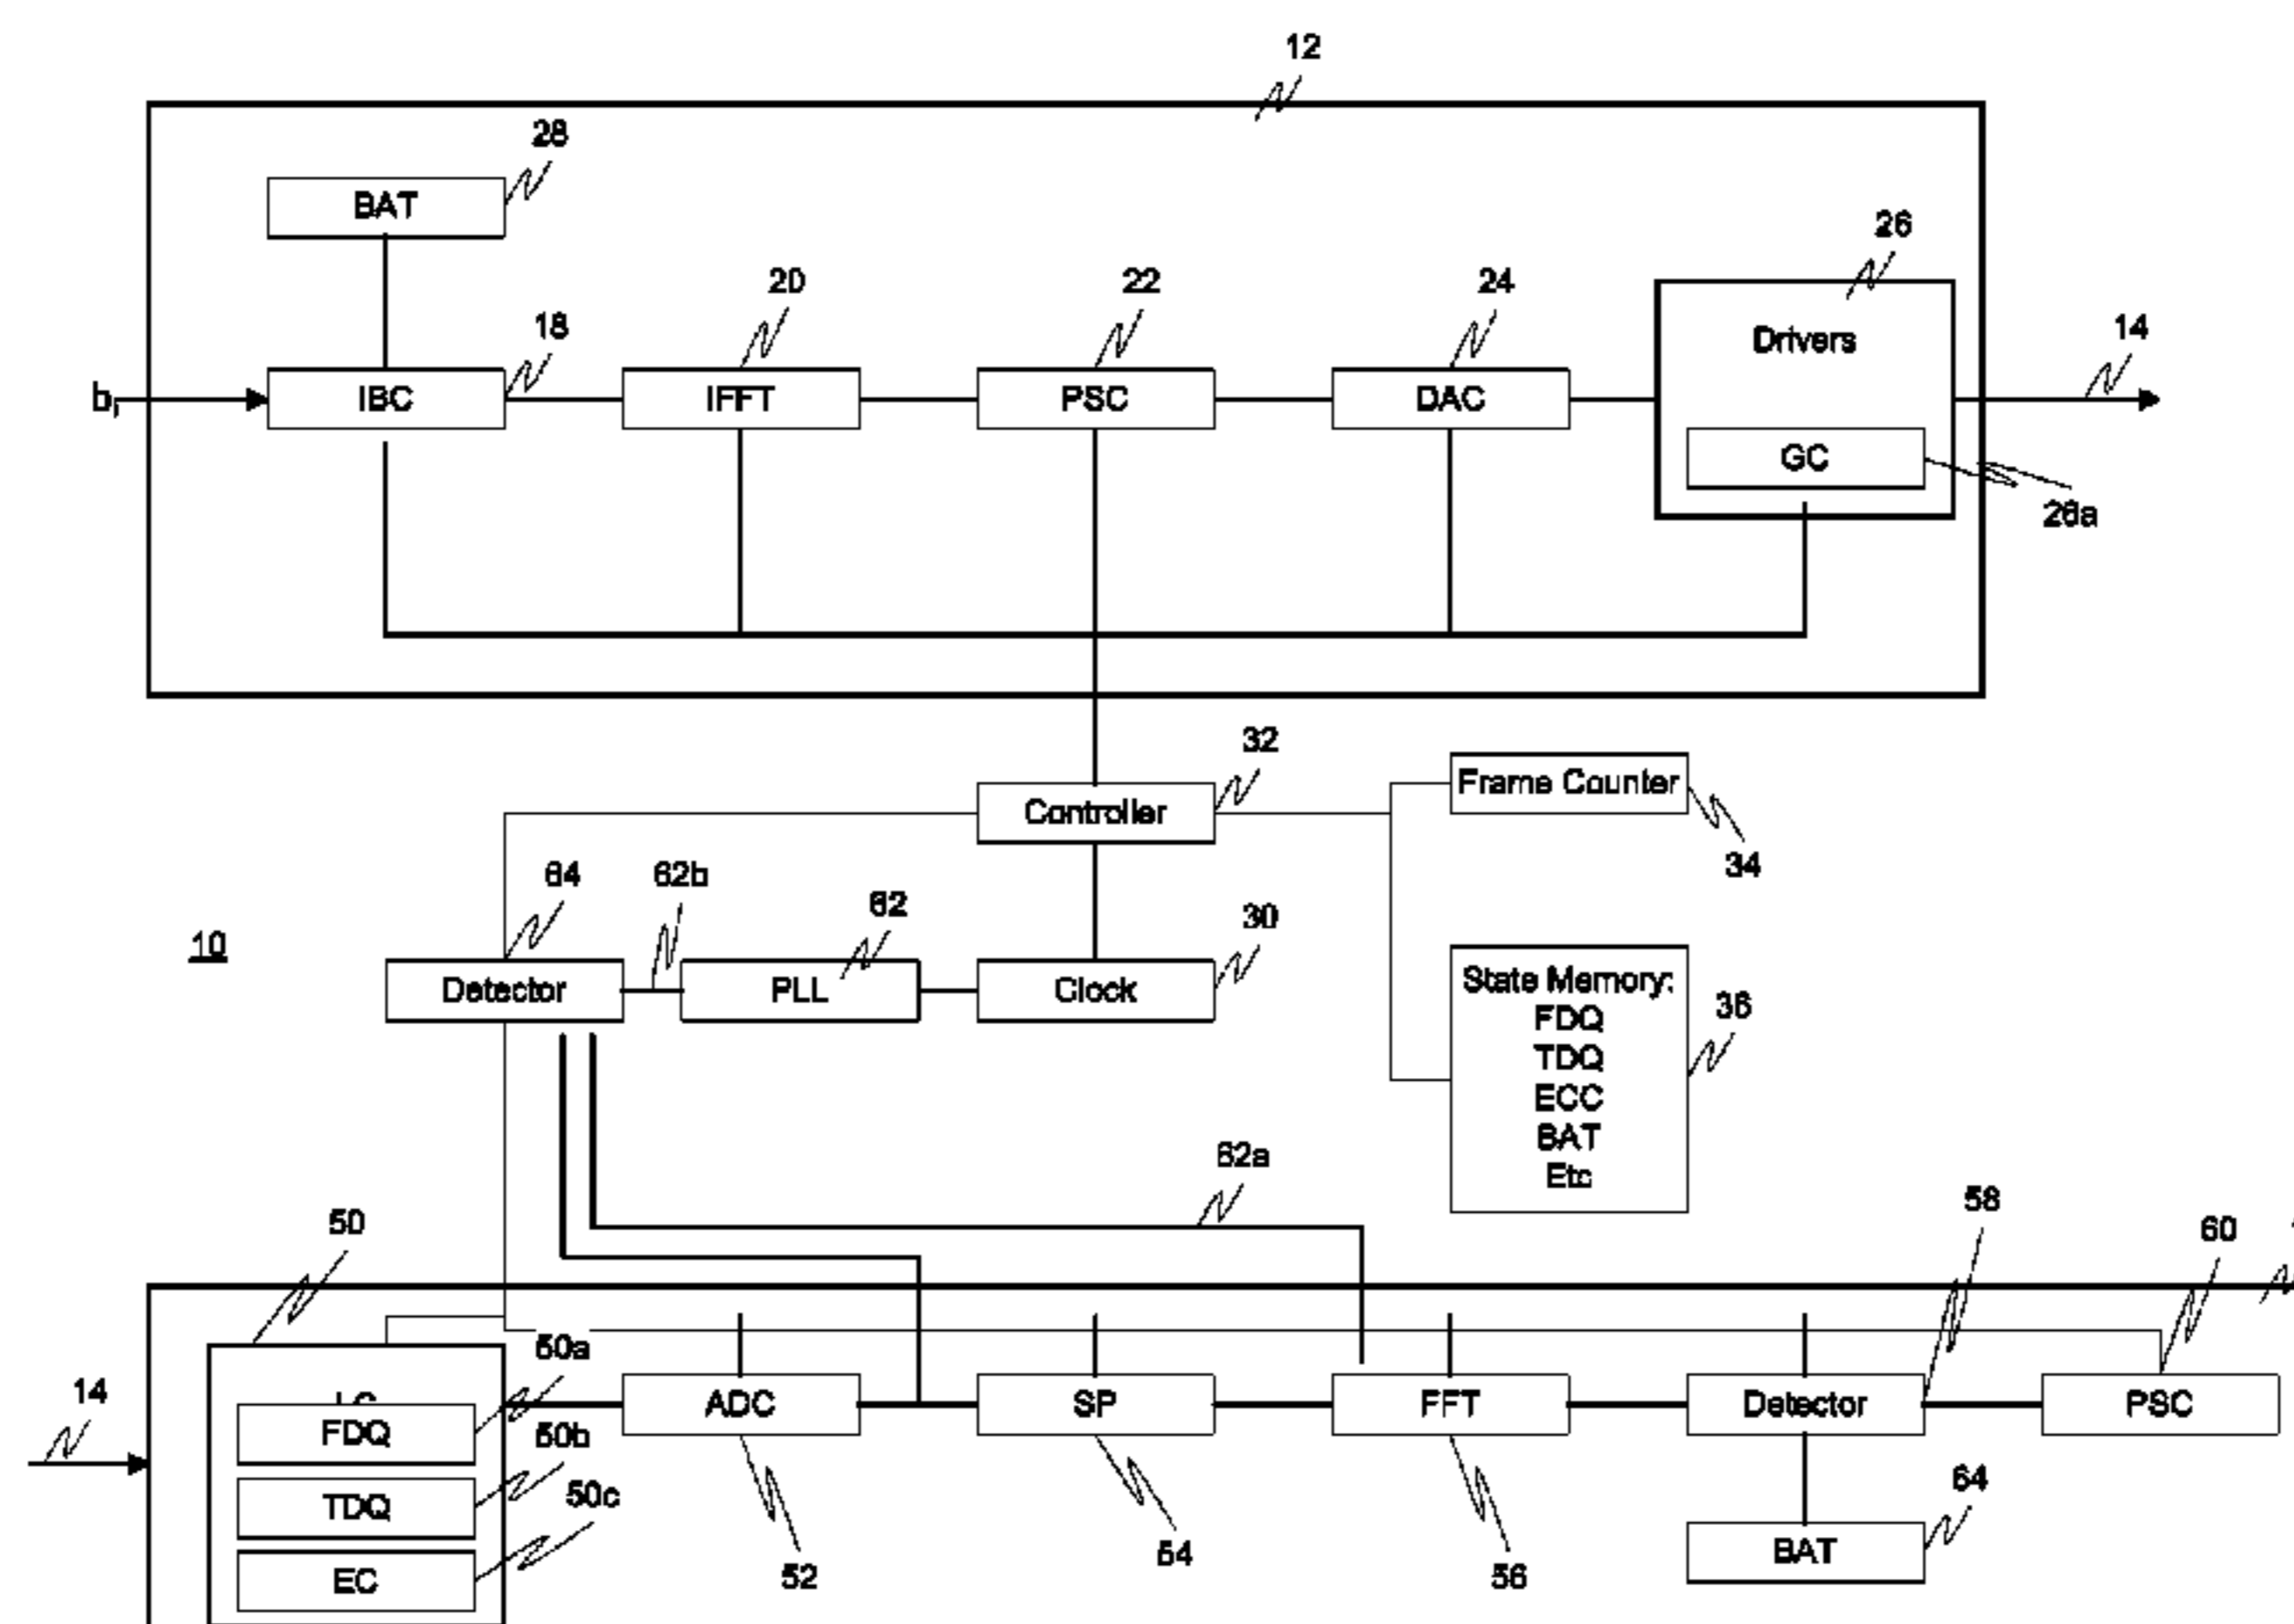 12
28
BAT
26
20
22
24
18
14
Drivers
b
IBC
IFFT
PSC
DAC
GC
26a
32
Frame Counter
Controller
34
64
62b
62
30
10
Detector
PLL
Clock
State Memory:
FDQ
TDQ
ECC
BAT
Etc
36
62a
58
60
50
50a
14
ADC
SP
FFT
Detector
PSC
FDQ
50b
TDQ
50c
64
EC
52
54
56
BAT